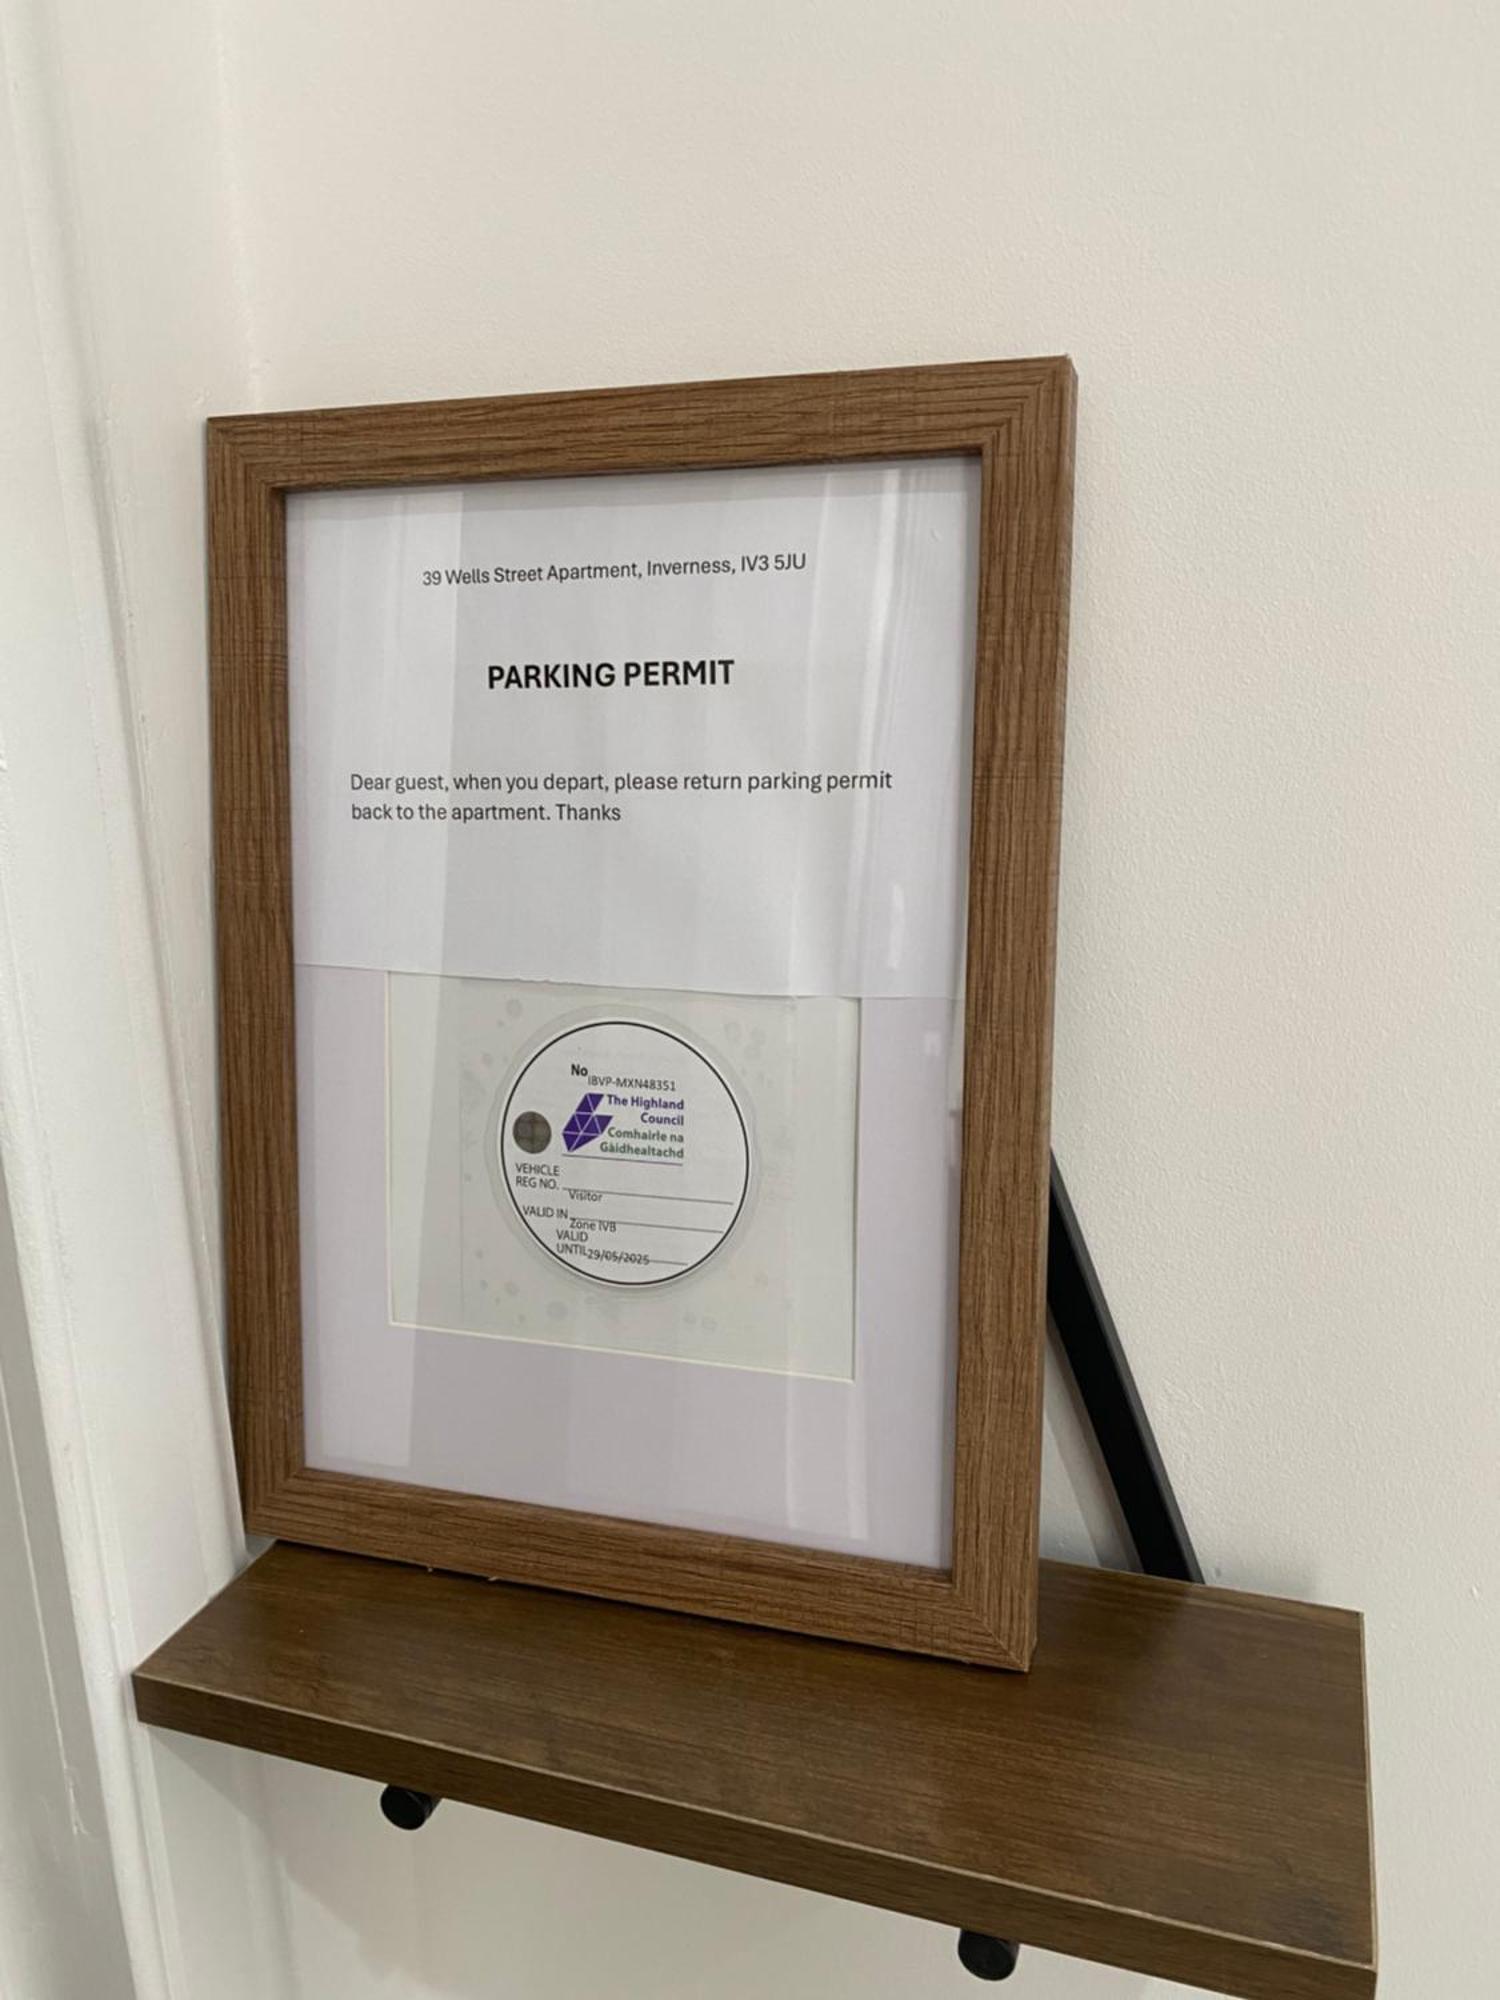 39 Wells Street Apartment, Inverness, IV3 5JU
PARKING PERMIT
Dear guest, when you depart, please return parking permit
back to the apartment. Thanks
No
IBVP-MXN48351
The Highland
Council
Comhairle na
Gàidhealtachd
VEHICLE
REG NO.
Visitor
VALID IN
Zone IVB
VALID
UNTIL 29/05/2025